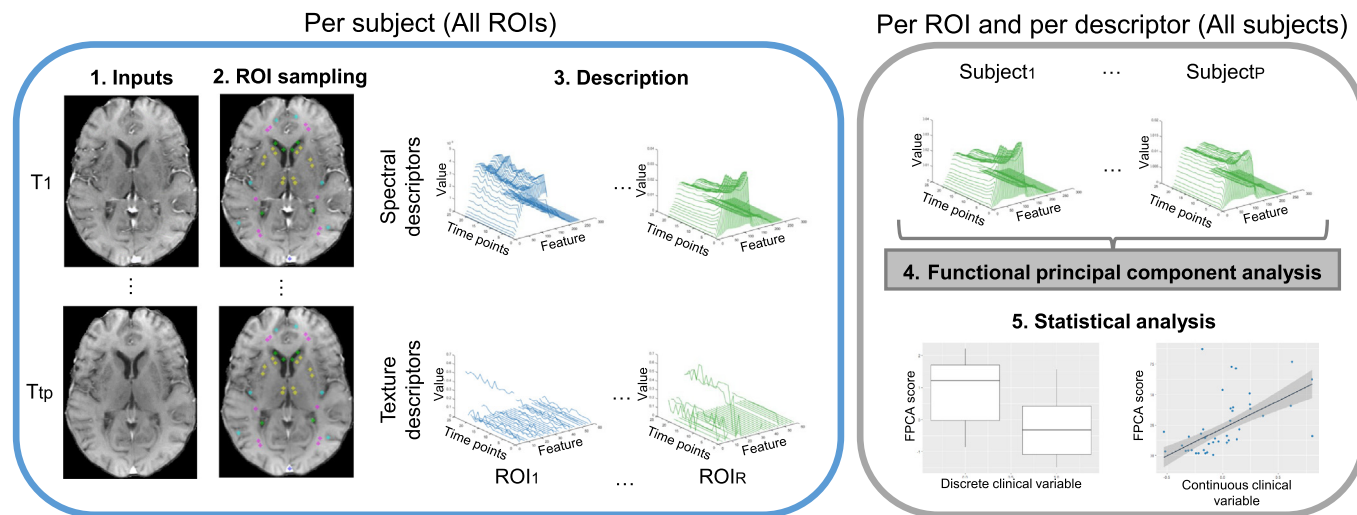 Per subject (All ROIs)
1. Inputs
2. ROI sampling
3. Description
T1
⋮
⋮
Ttp
Spectral
descriptors
Value
Time points
Feature
...
Value
Time points
Feature
Texture
descriptors
Value
Time points
Feature
...
Value
Time points
Feature
ROI1
...
ROIR
Per ROI and per descriptor (All subjects)
Subject1
...
SubjectP
Value
Time points
Feature
...
Value
Time points
Feature
4. Functional principal component analysis
5. Statistical analysis
FPCA score
Discrete clinical variable
FPCA score
Continuous clinical
variable